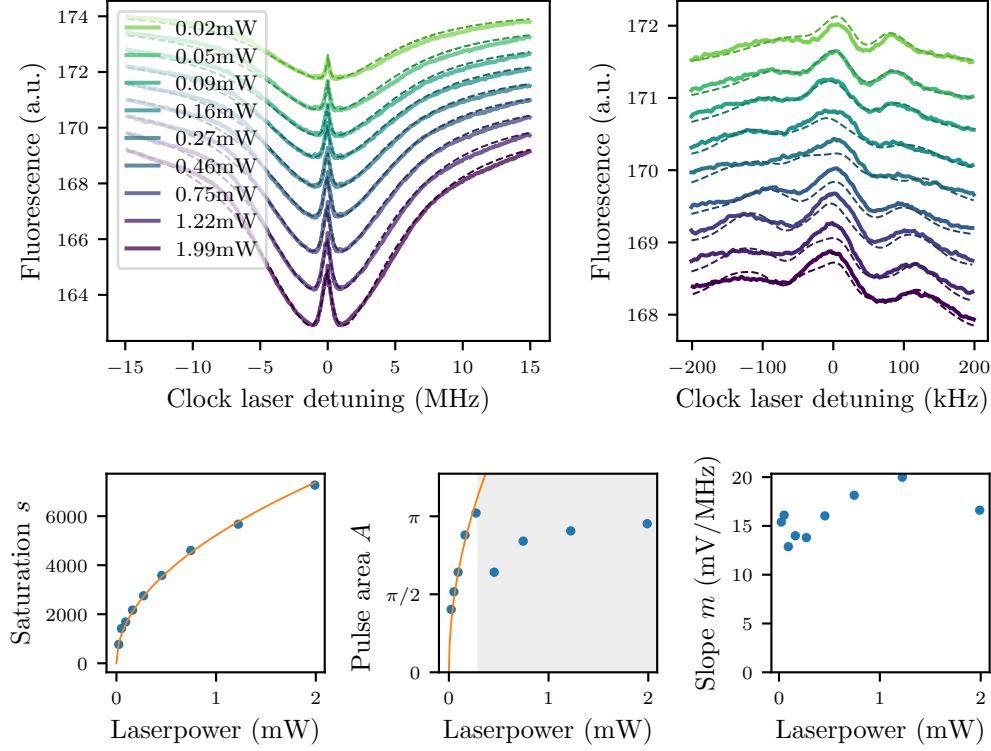 Fluorescence (a.u.)
174
172
170
168
166
164
0.02mW
0.05mW
0.09mW
0.16mW
0.27mW
0.46mW
0.75mW
1.22mW
1.99mW
−15 −10 −5 0 5 10 15
Clock laser detuning (MHz)
Fluorescence (a.u.)
172
171
170
169
168
−200 −100 0 100 200
Clock laser detuning (kHz)
Saturation s
6000
4000
2000
0
0 1 2
Laserpower (mW)
Pulse area A
π
π/2
0
0 1 2
Laserpower (mW)
Slope m (mV/MHz)
20
15
10
5
0
0 1 2
Laserpower (mW)